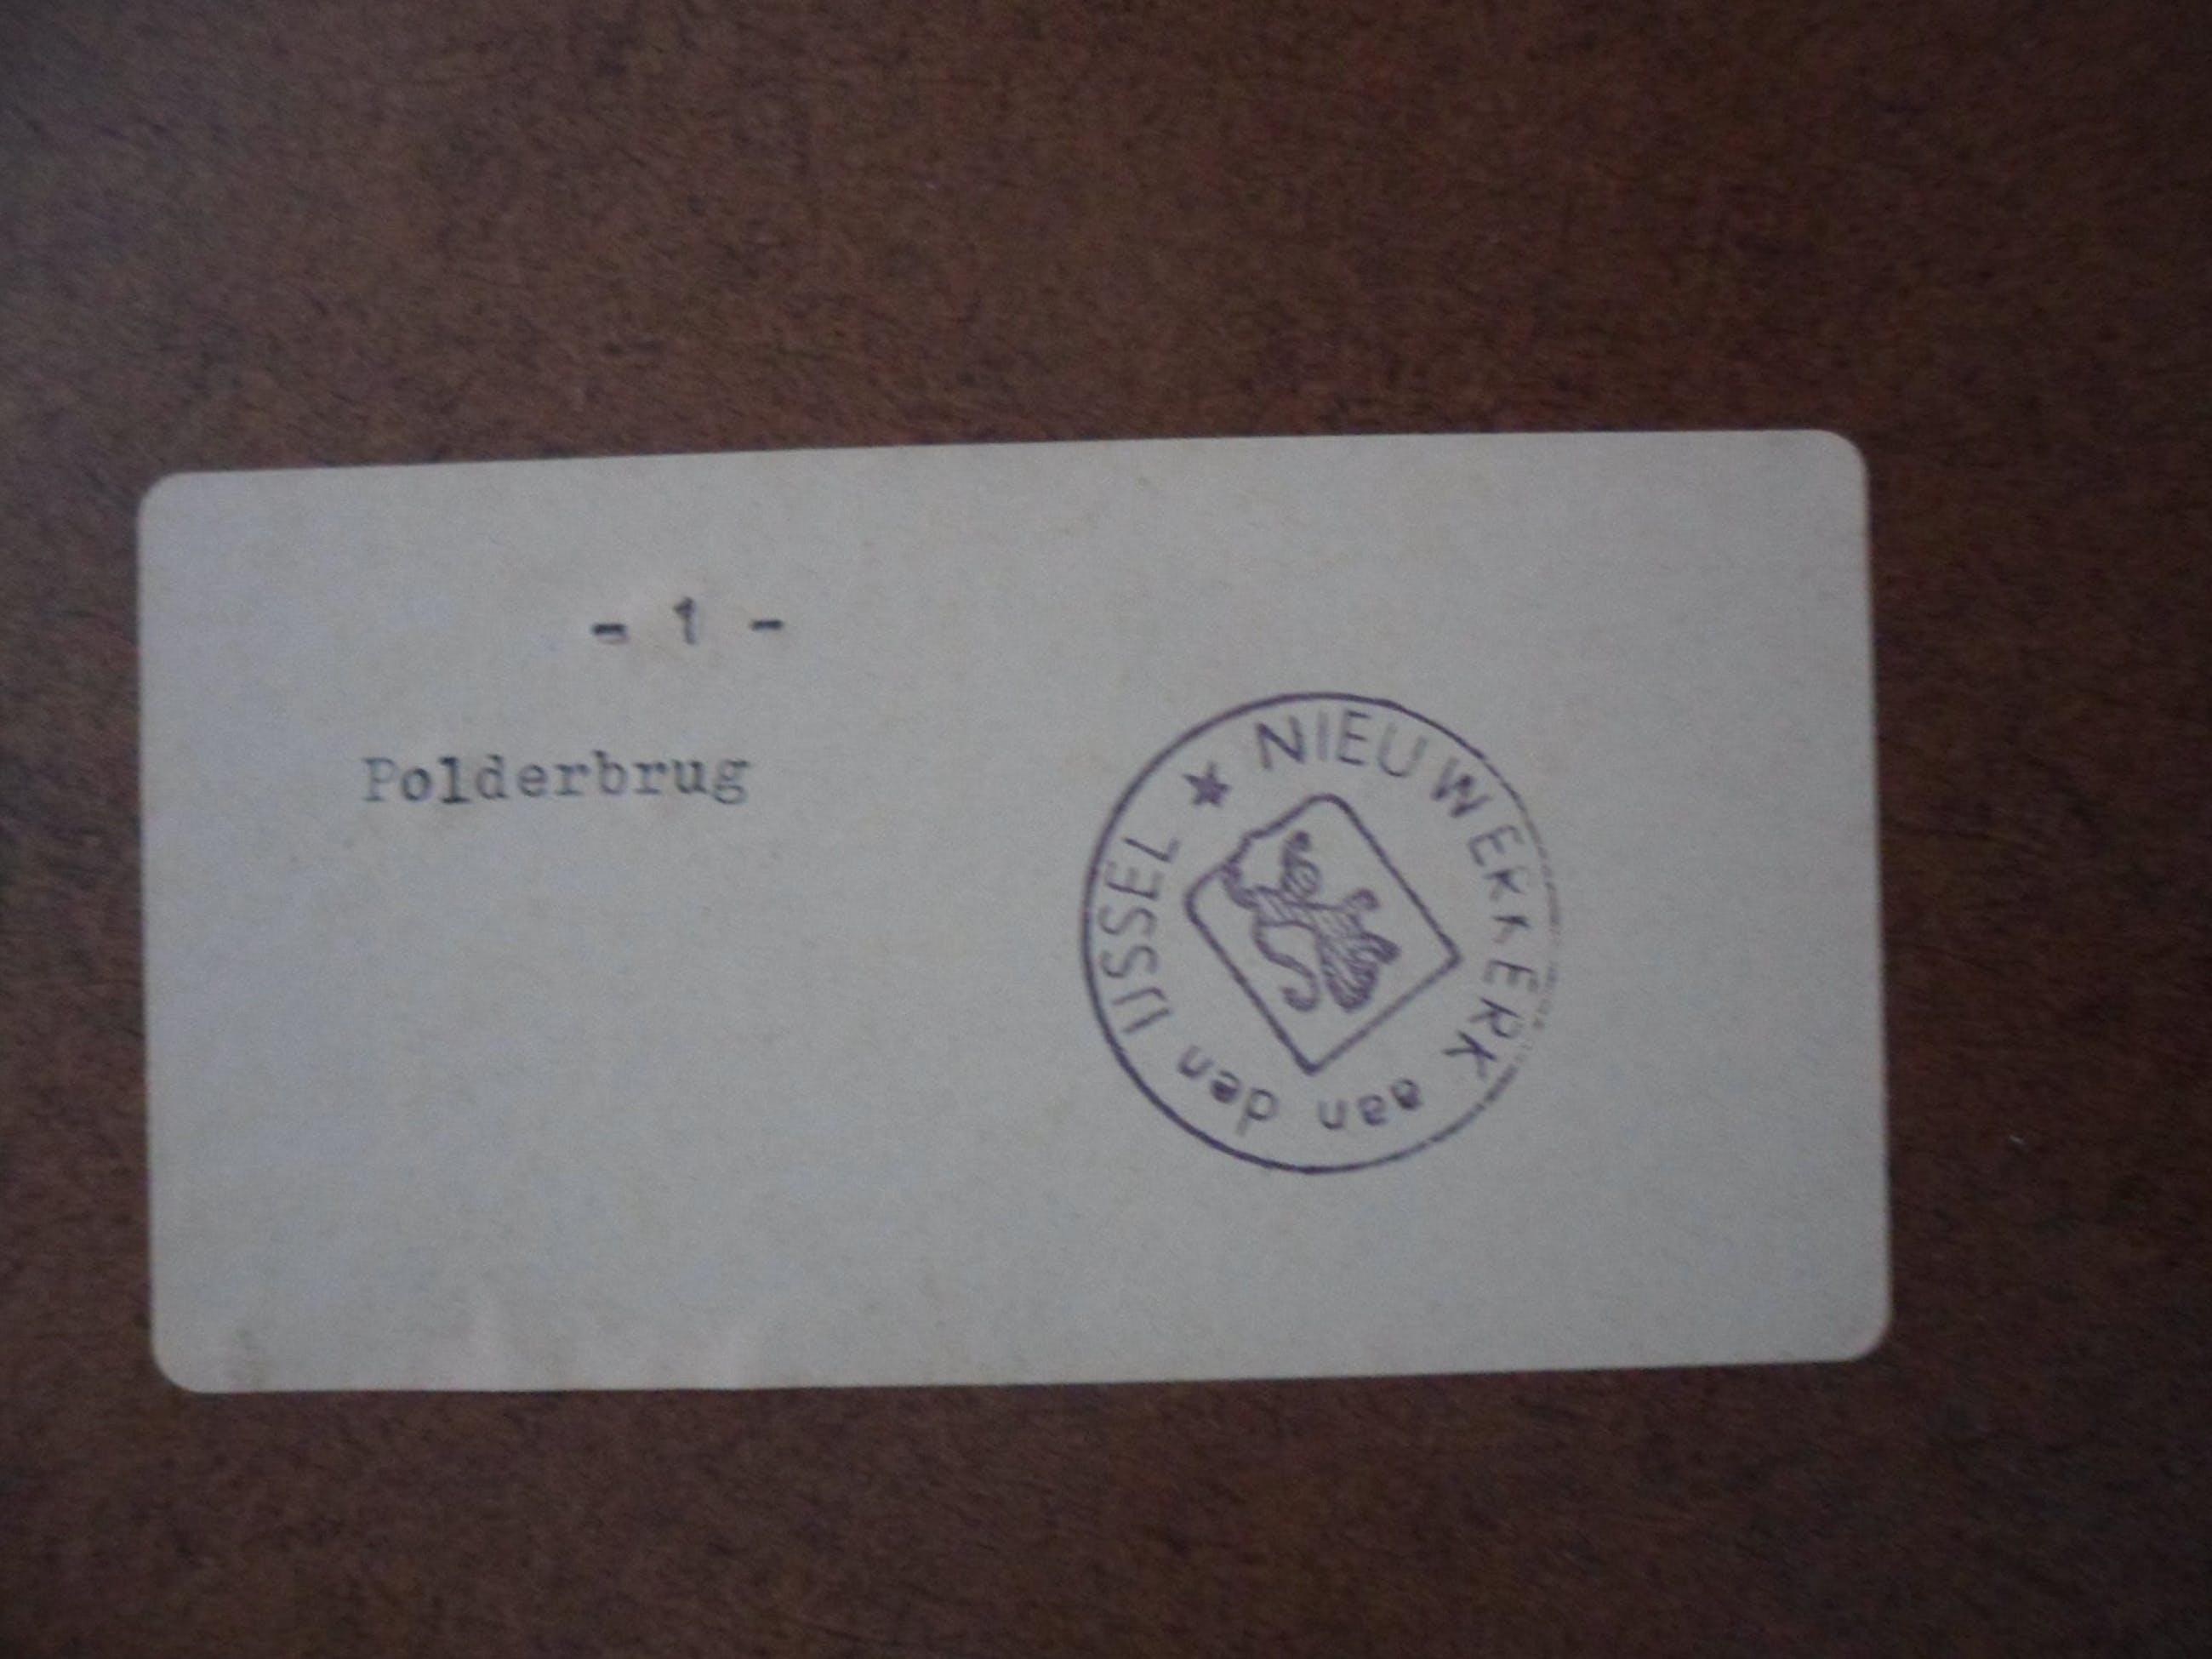 - 1 -
Polderbrug
★ NIEUWERKERK aan den IJSSEL